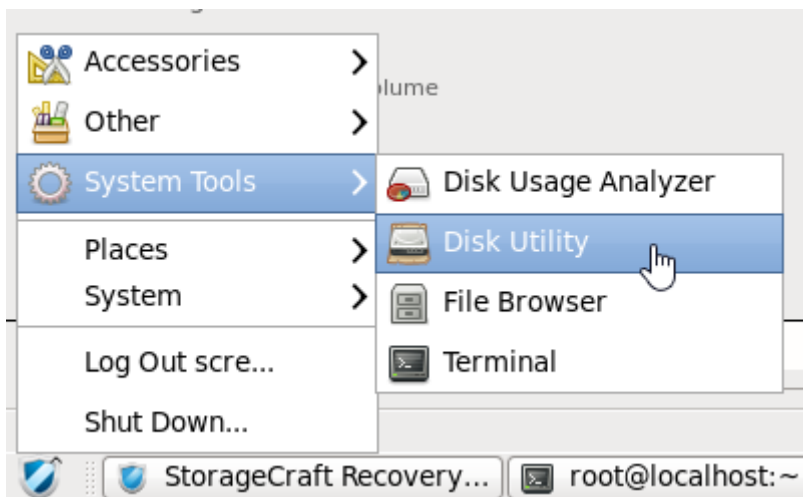 Accessories
olume
Other
System Tools
Disk Usage Analyzer
Disk Utility
Places
System
File Browser
Log Out scre...
Terminal
Shut Down...
StorageCraft Recovery...
root@localhost:~